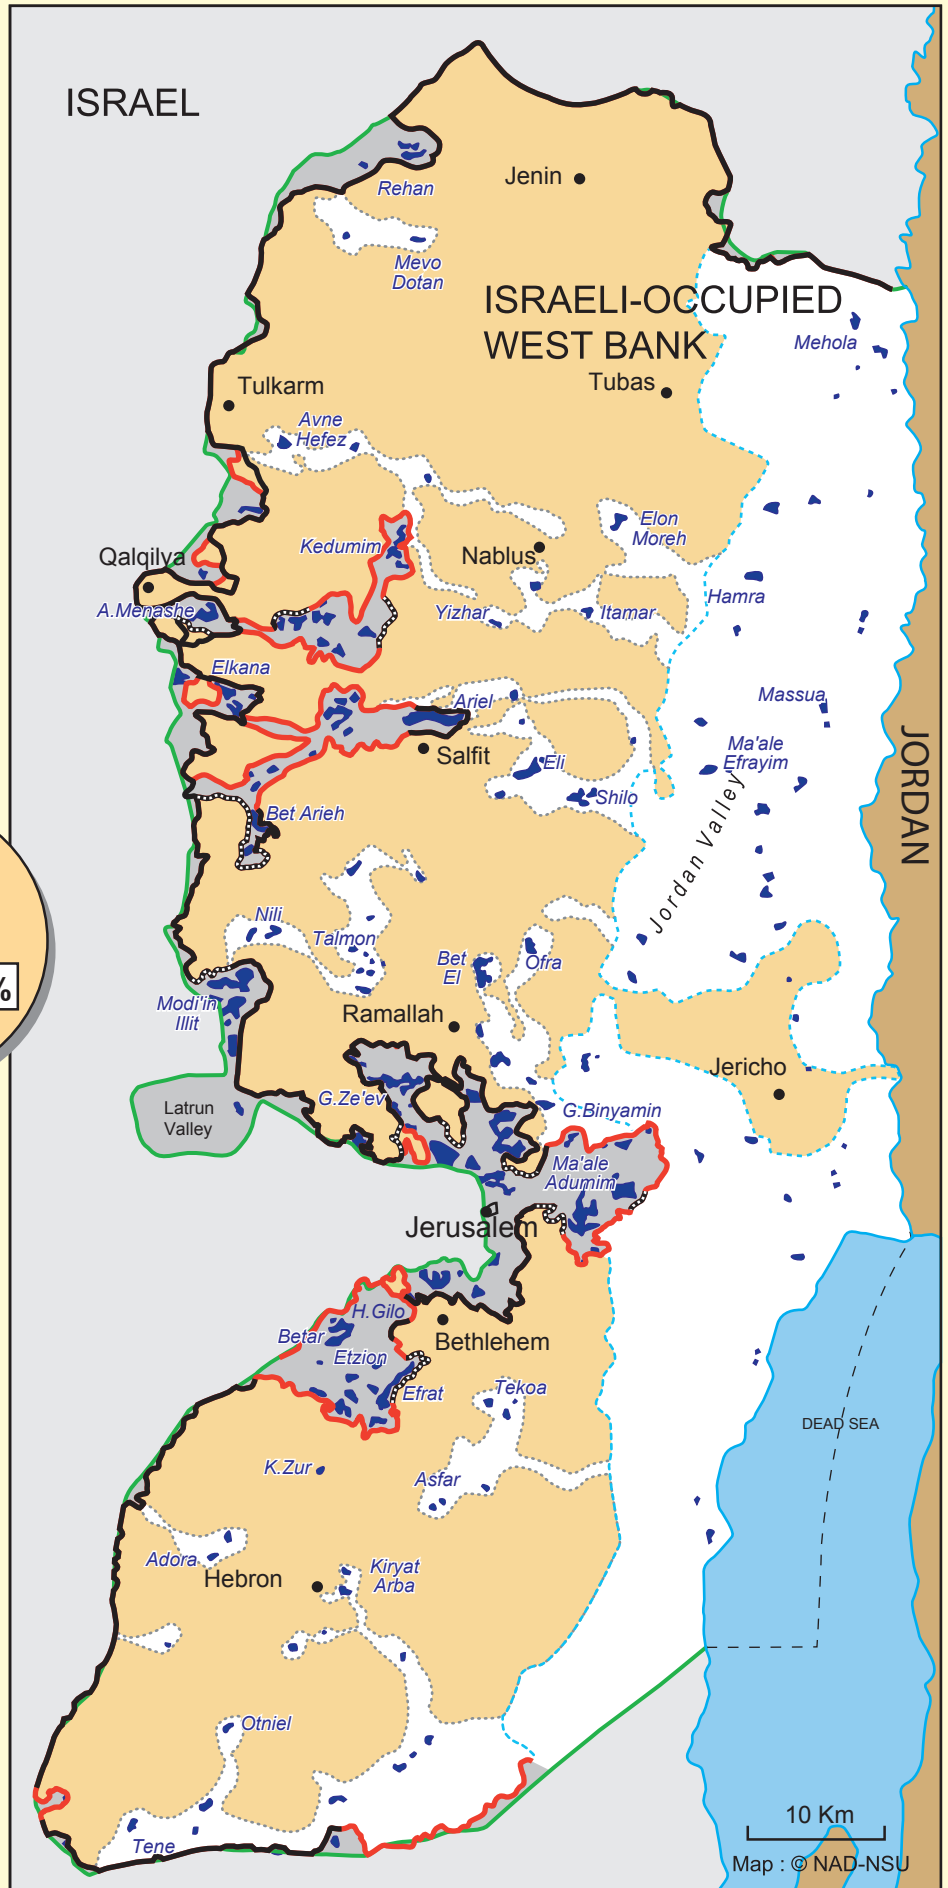 ISRAEL
Jenin
Rehan
Mevo
Dotan
ISRAELI-OCCUPIED
WEST BANK
Mehola
Tulkarm
Tubas
Avne
Hefez
Elon
Moreh
Kedumim
Nablus
Qalqilya
Hamra
A.Menashe
Yizhar
Itamar
Elkana
Massua
Ariel
Ma'ale
Efrayim
Salfit
Eli
JORDAN
Shilo
Bet Arieh
Jordan Valley
Nili
Talmon
Bet
El
Ofra
%
Modi'in
Illit
Ramallah
Jericho
G.Ze'ev
Latrun
Valley
G.Binyamin
Ma'ale
Adumim
Jerusalem
H.Gilo
Betar
Bethlehem
Etzion
Efrat
Tekoa
DEAD SEA
K.Zur
Asfar
Adora
Kiryat
Arba
Hebron
Otniel
10 Km
Tene
Map : © NAD-NSU